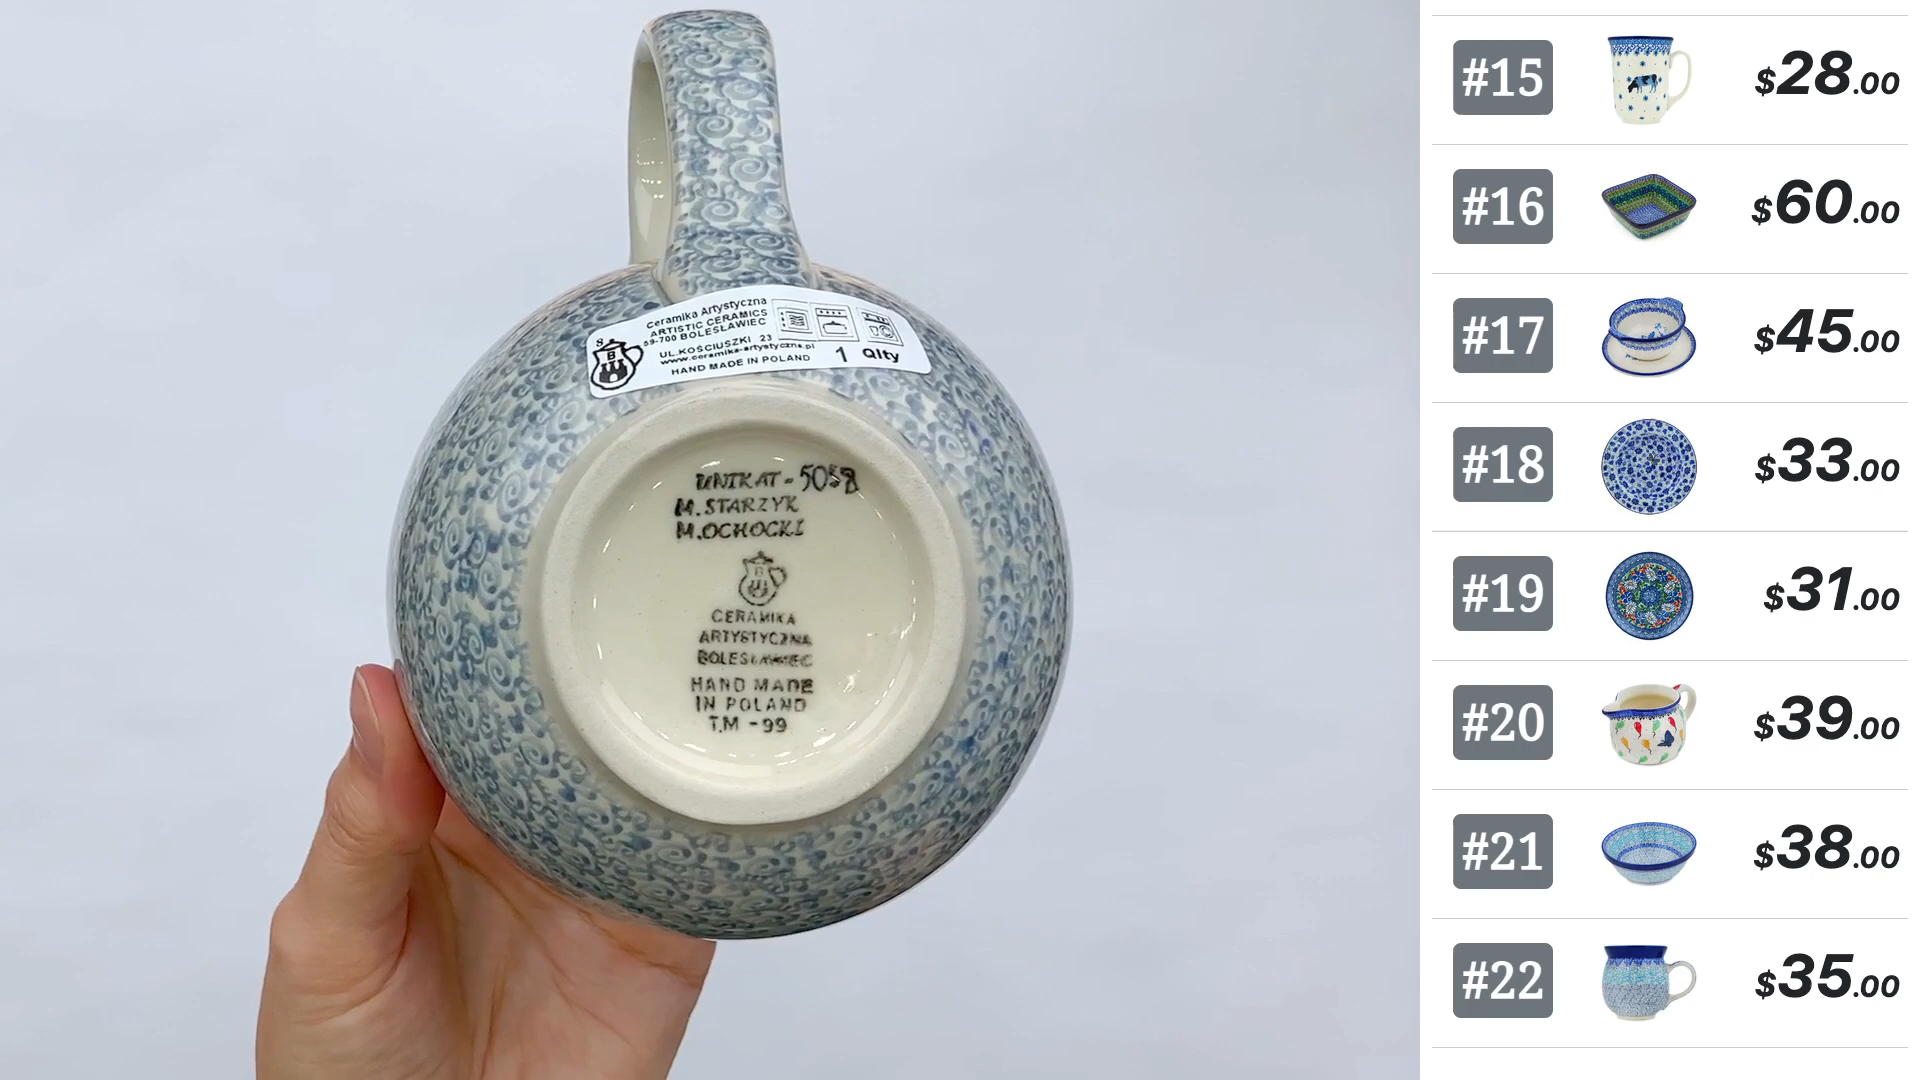 Ceramika Artystyczna
ARTISTIC CERAMICS
59-700 BOLESŁAWIEC
UL.KOŚCIUSZKI 23
www.ceramika-artystyczna.pl
HAND MADE IN POLAND
1 Qlty
UNIKAT - 5058
M.STARZYK
M.OCHOCKI
B
CERAMIKA
ARTYSTYCZNA
BOLESŁAWIEC
HAND MADE
IN POLAND
T.M -99
#15 $28.00
#16 $60.00
#17 $45.00
#18 $33.00
#19 $31.00
#20 $39.00
#21 $38.00
#22 $35.00